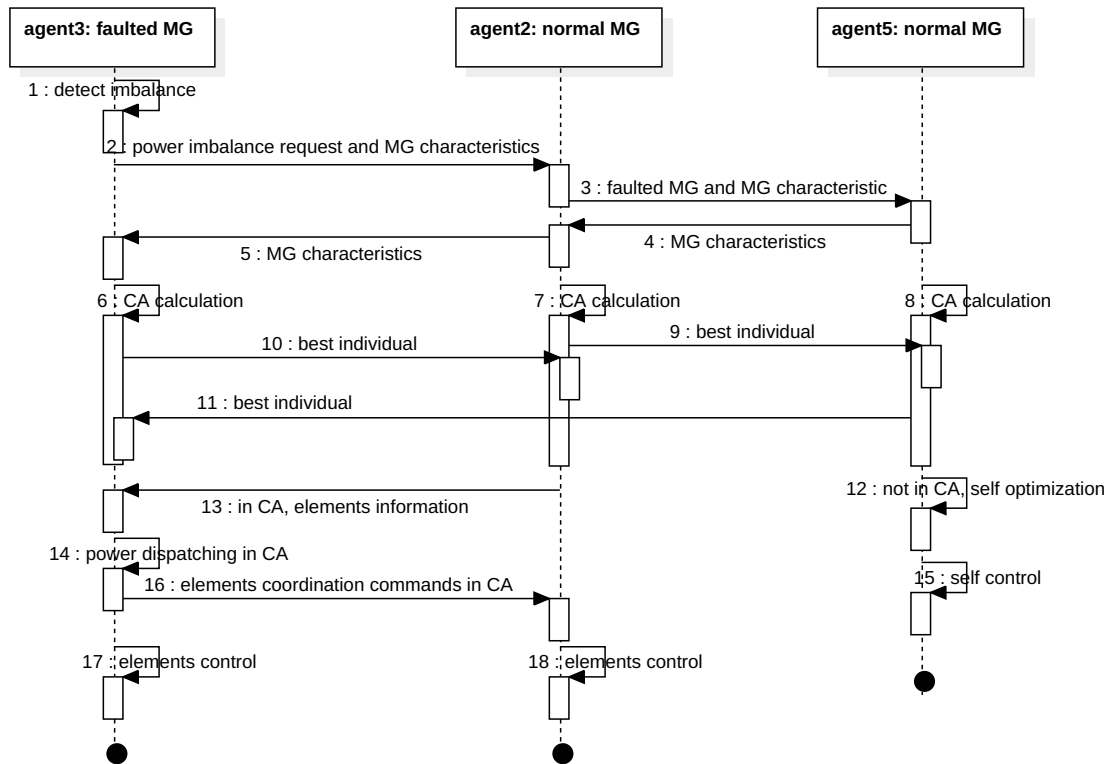 agent3: faulted MG
agent2: normal MG
agent5: normal MG
1 : detect imbalance
2 : power imbalance request and MG characteristics
3 : faulted MG and MG characteristic
4 : MG characteristics
5 : MG characteristics
6 : CA calculation
7 : CA calculation
8 : CA calculation
9 : best individual
10 : best individual
11 : best individual
12 : not in CA, self optimization
13 : in CA, elements information
14 : power dispatching in CA
15 : self control
16 : elements coordination commands in CA
17 : elements control
18 : elements control